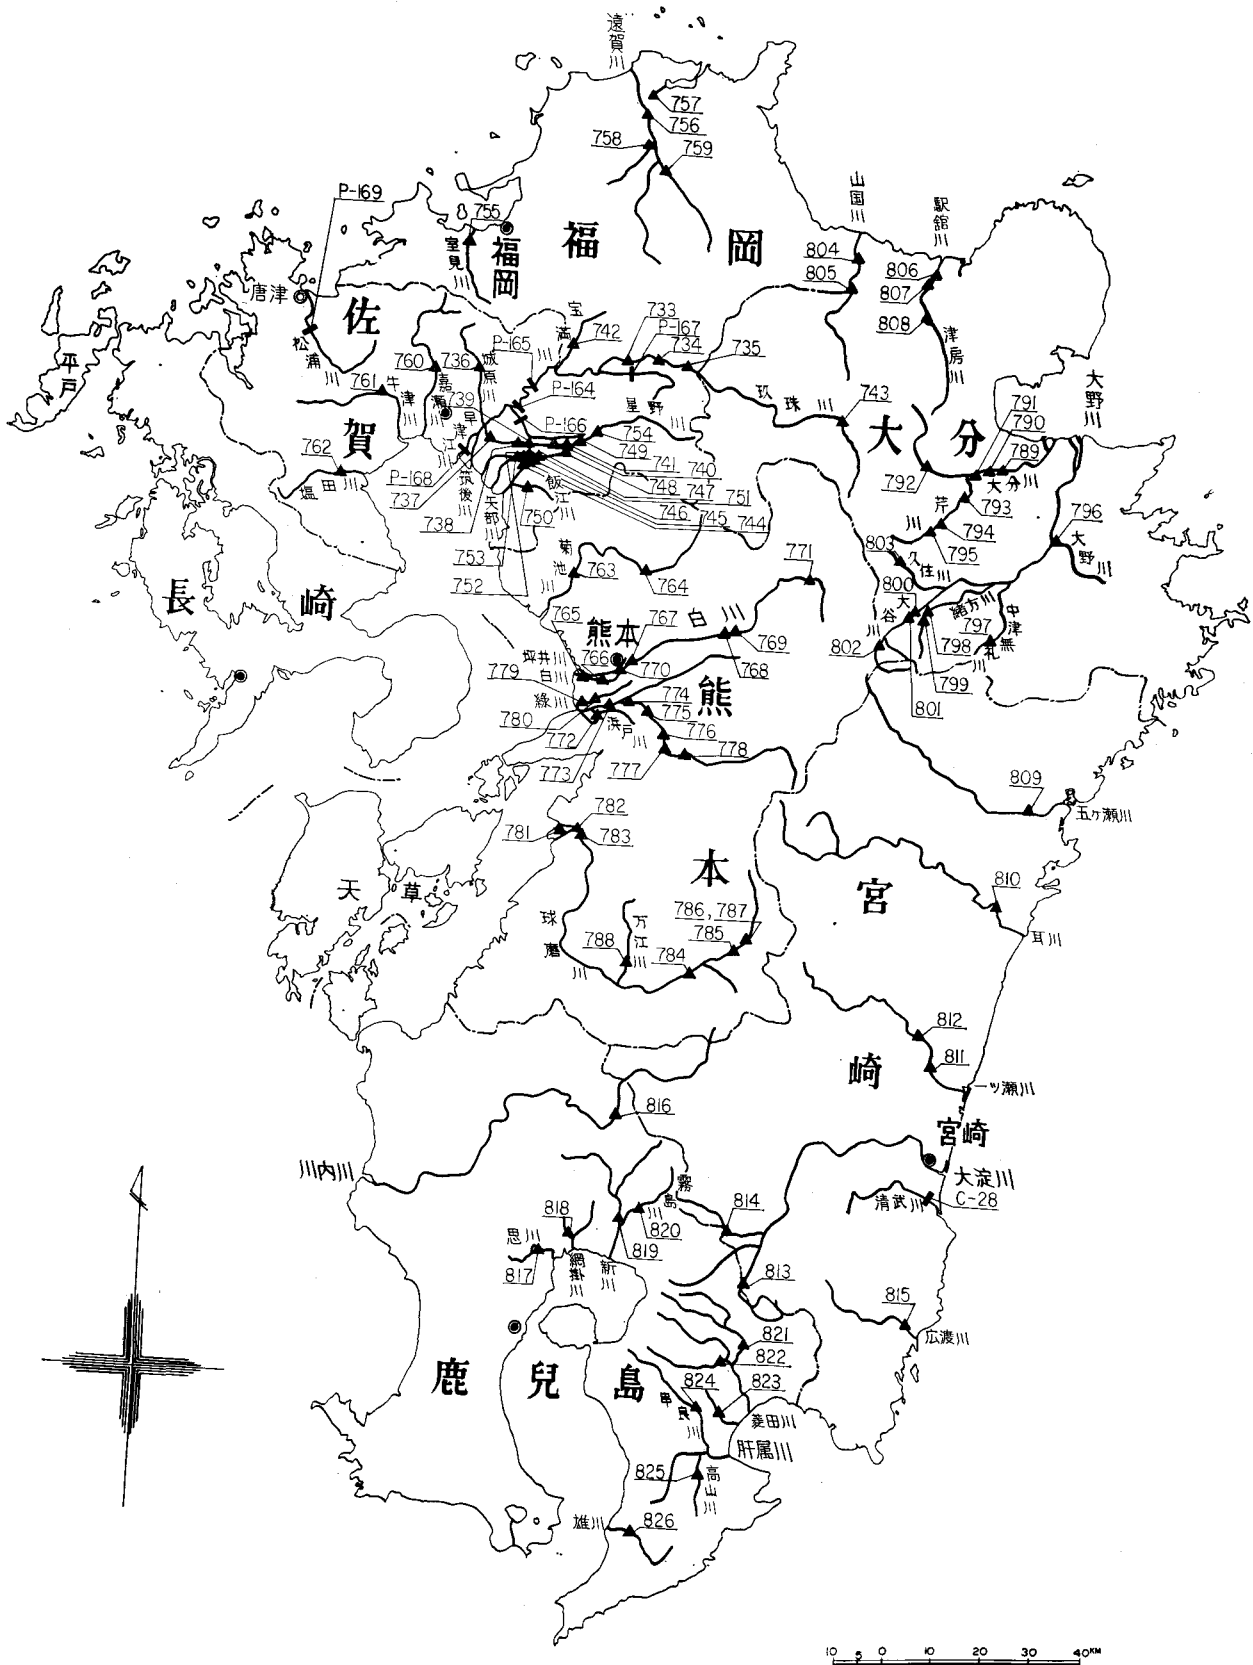 遠賀川
757
756
758
759
P-169
755
福岡
室見川
福岡
山国川
駅館川
804
805
806
807
808
津房川
唐津
佐賀
松浦川
平戸
宝満川
742
733
P-167
734
735
P-165
760
736
城原川
嘉瀬川
761
牛津川
739
P-164
星野川
玖珠川
743
大分
791
790
789
大野川
早津江川
P-166
754
749
762
塩田川
P-168
737
741
740
748
747
751
738
筑後川
矢部川
750
飯江川
746
745
744
753
752
792
大分川
793
芹川
794
795
796
大野川
803
久住川
800
大谷川
緒方川
中津無礼川
797
798
799
801
802
菊池川
763
764
771
長崎
765
767
白川
熊本
766
770
769
768
坪井川
白川
779
緑川
780
772
773
浜戸川
774
775
776
777
778
熊本
809
五ヶ瀬川
782
781
783
天草
球磨川
万江川
788
786,787
785
784
宮崎
810
耳川
812
811
一ツ瀬川
816
川内川
宮崎
大淀川
清武川
C-28
霧島川
814
818
思川
817
網掛川
新川
819
820
813
815
広渡川
821
822
鹿児島
824
823
串良川
菱田川
肝属川
825
高山川
雄川
826
10 5 0 10 20 30 40KM